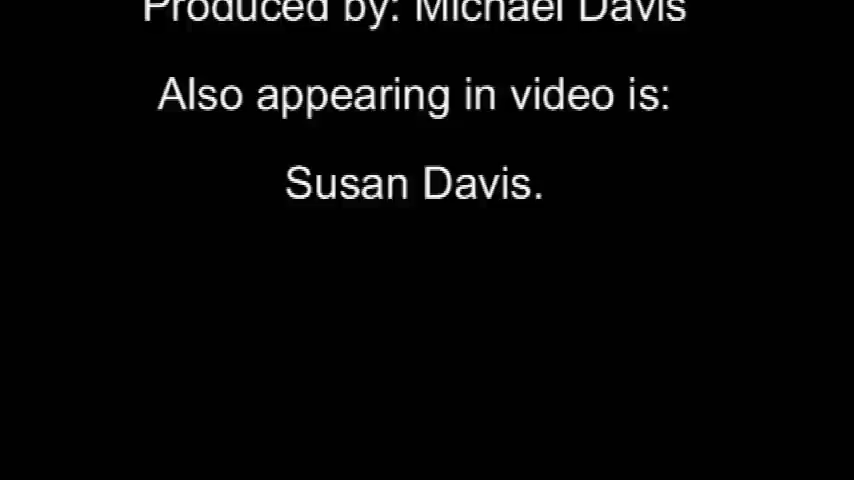 Produced by: Michael Davis
Also appearing in video is:
Susan Davis.